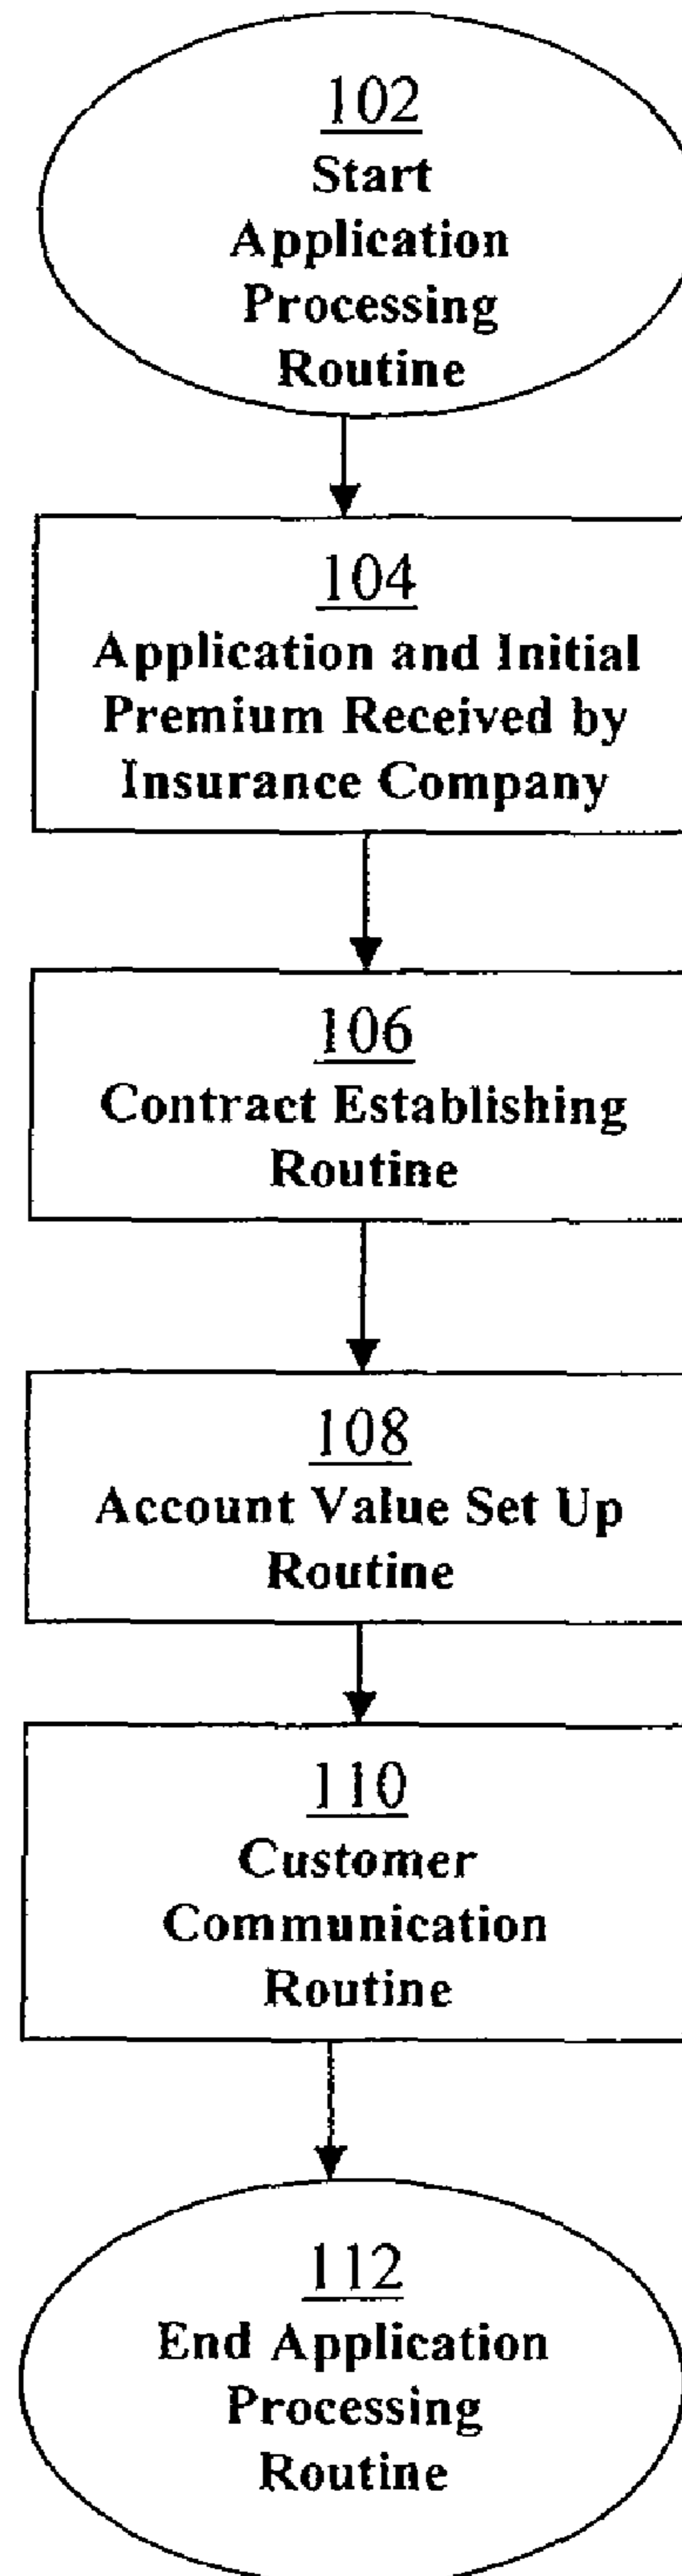 102
Start
Application
Processing
Routine
104
Application and Initial
Premium Received by
Insurance Company
106
Contract Establishing
Routine
108
Account Value Set Up
Routine
110
Customer
Communication
Routine
112
End Application
Processing
Routine